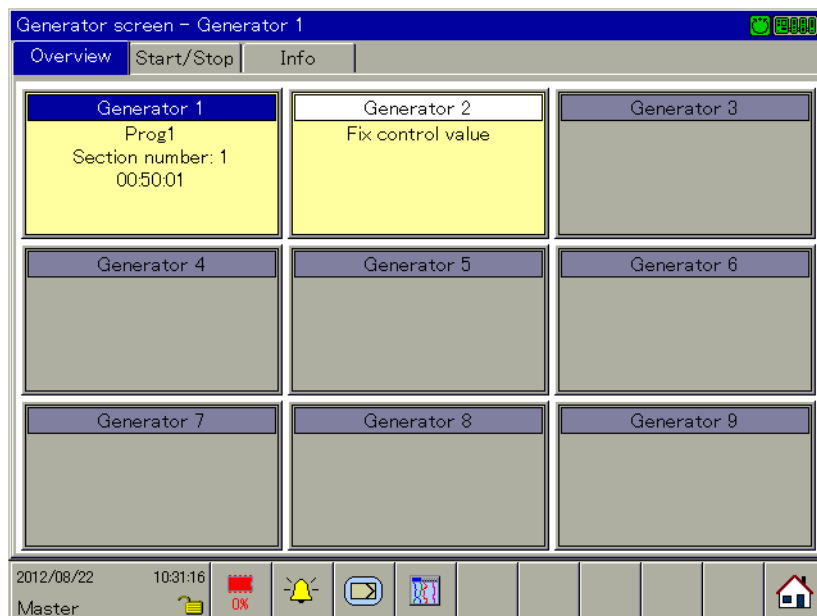 Generator screen - Generator 1
Overview Start/Stop Info
Generator 1
Prog1
Section number: 1
00:50:01
Generator 2
Fix control value
Generator 3
Generator 4
Generator 5
Generator 6
Generator 7
Generator 8
Generator 9
2012/08/22 10:31:16
Master
0%